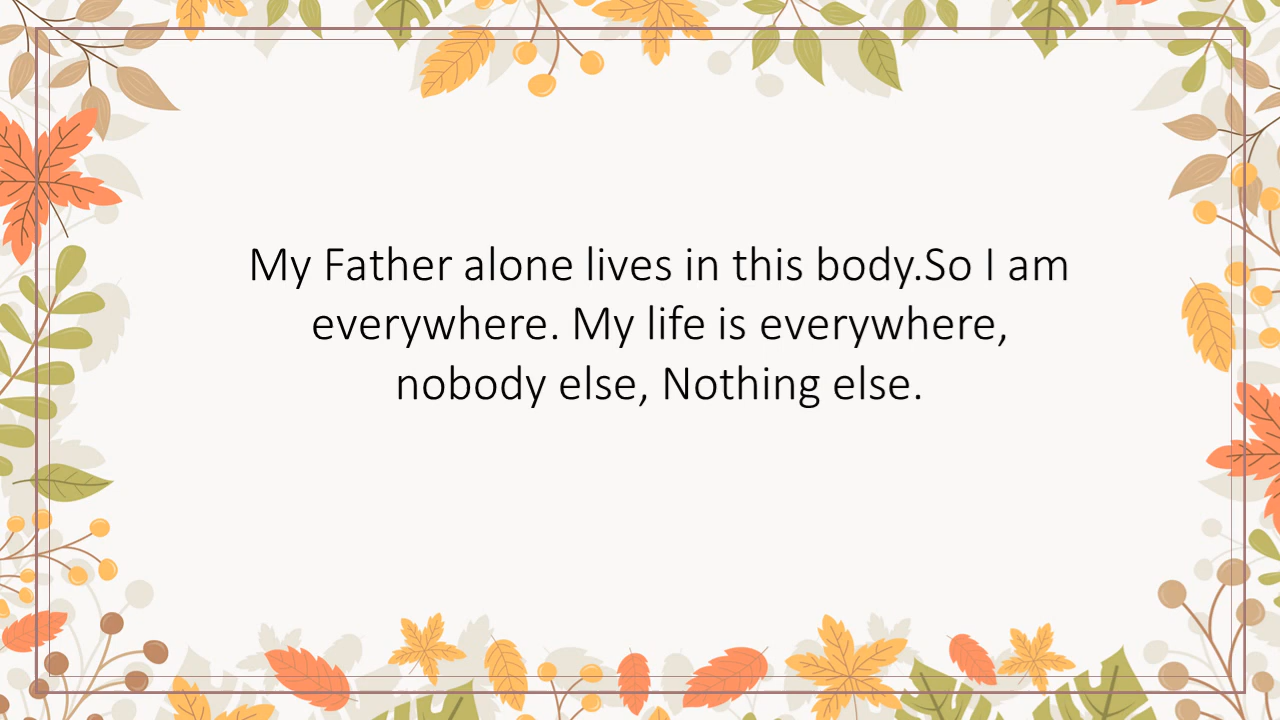 My Father alone lives in this body.So I am
everywhere. My life is everywhere,
nobody else, Nothing else.